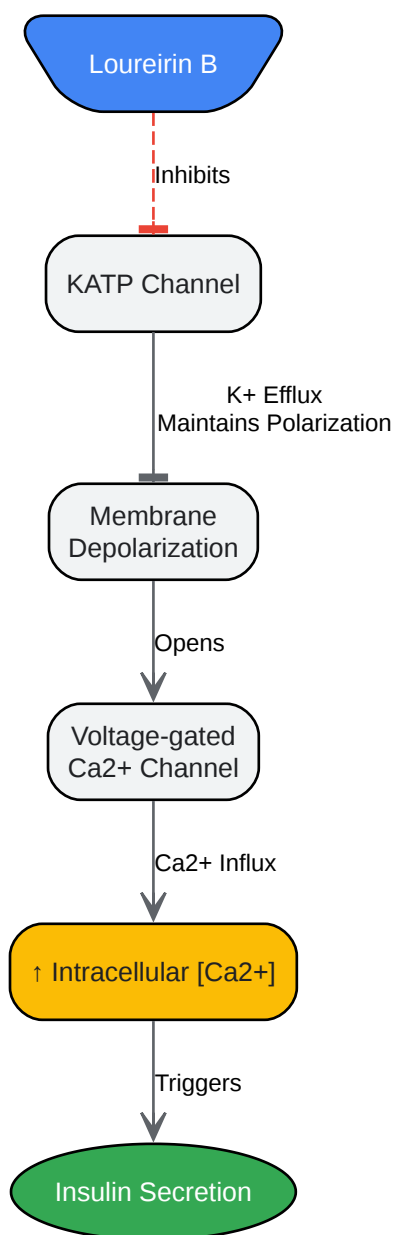 Loureirin B
Inhibits
KATP Channel
K+ Efflux
Maintains Polarization
Membrane
Depolarization
Opens
Voltage-gated
Ca2+ Channel
Ca2+ Influx
↑ Intracellular [Ca2+]
Triggers
Insulin Secretion